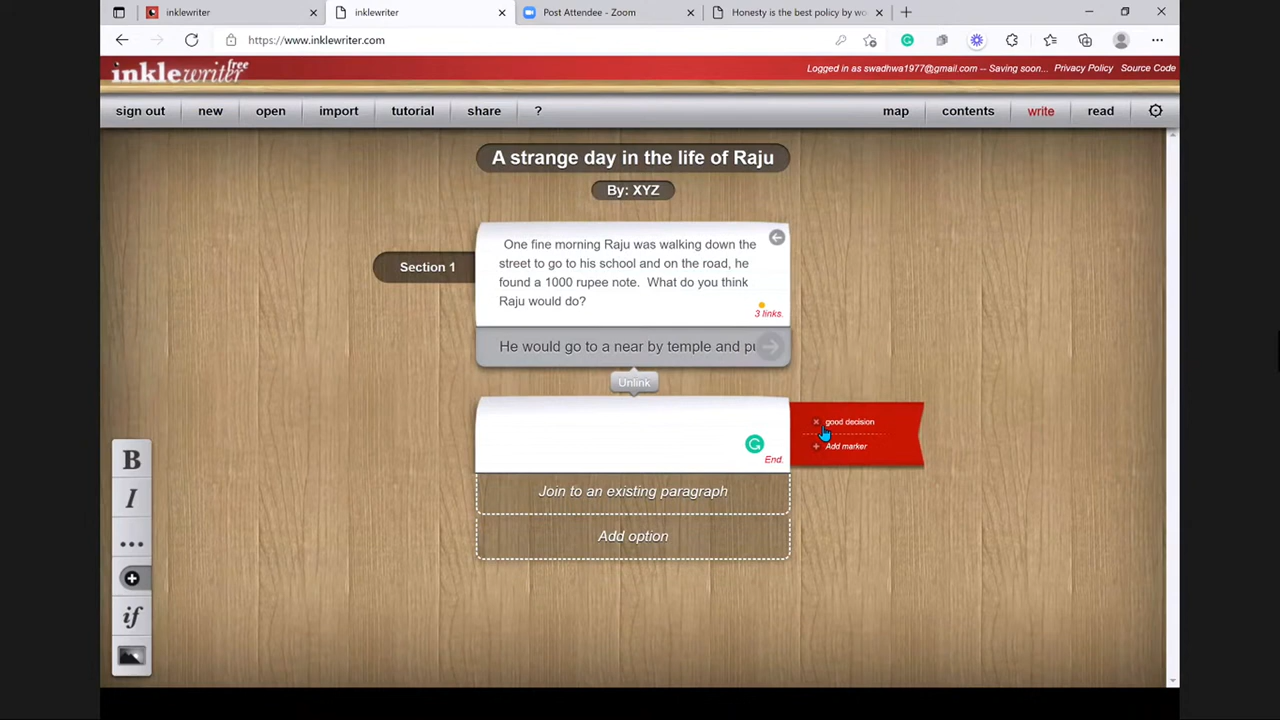 inklewriter
inklewriter
Post Attendee - Zoom
Honesty is the best policy by wo
https://www.inklewriter.com
inklewriter free
Logged in as swadhwa1977@gmail.com -- Saving soon... Privacy Policy Source Code
sign out new open import tutorial share ? map contents write read
A strange day in the life of Raju
By: XYZ
Section 1
One fine morning Raju was walking down the
street to go to his school and on the road, he
found a 1000 rupee note. What do you think
Raju would do?
3 links.
He would go to a near by temple and pu
Unlink
good decision
Add marker
End.
Join to an existing paragraph
Add option
B
I
...
if